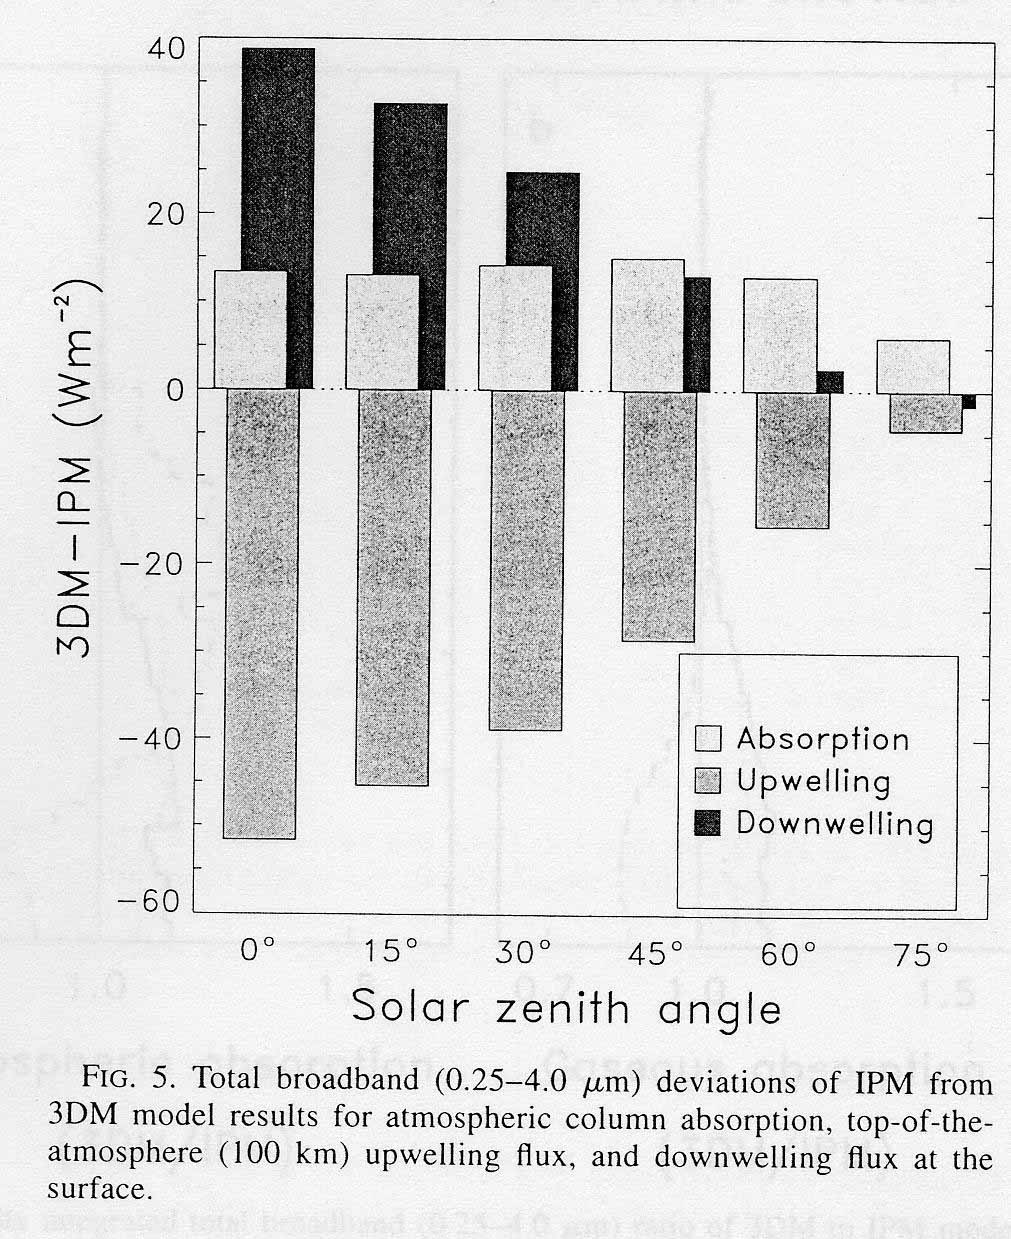 40
20
0
−20
−40
−60
3DM−IPM (Wm⁻²)
Absorption
Upwelling
Downwelling
0° 15° 30° 45° 60° 75°
Solar zenith angle
FIG. 5. Total broadband (0.25–4.0 μm) deviations of IPM from
3DM model results for atmospheric column absorption, top-of-the-
atmosphere (100 km) upwelling flux, and downwelling flux at the
surface.